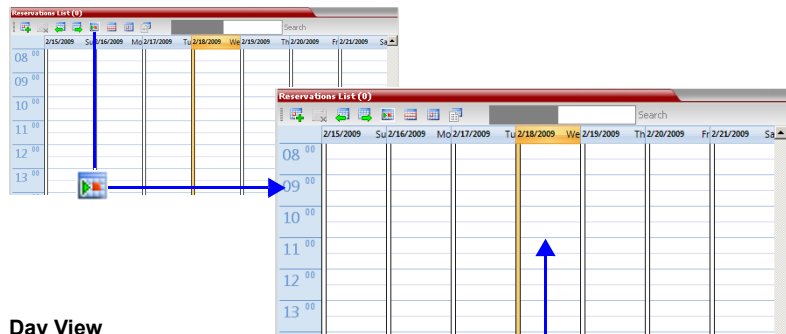 Reservations List (0)
Search
2/15/2009 Su 2/16/2009 Mo 2/17/2009 Tu 2/18/2009 We 2/19/2009 Th 2/20/2009 Fr 2/21/2009 Sa
08 00
09 00
10 00
11 00
12 00
13 00
Reservations List (0)
Search
2/15/2009 Su 2/16/2009 Mo 2/17/2009 Tu 2/18/2009 We 2/19/2009 Th 2/20/2009 Fr 2/21/2009 Sa
08 00
09 00
10 00
11 00
12 00
13 00
Day View